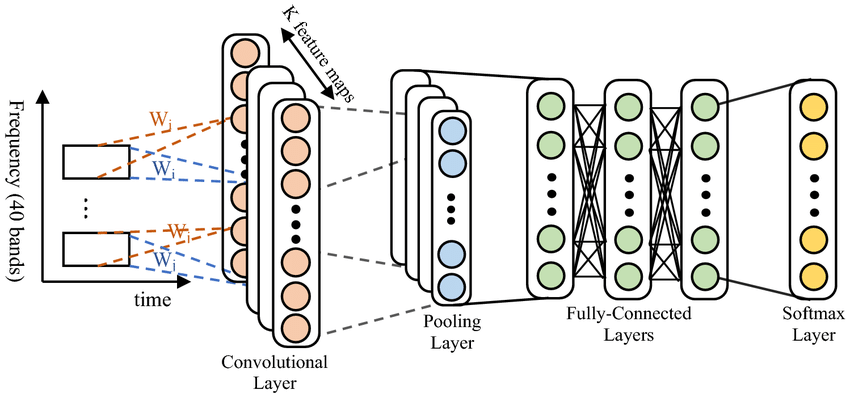 K feature maps
Frequency (40 bands)
Wi
Wj
Wi
Wj
time
Convolutional
Layer
Pooling
Layer
Fully-Connected
Layers
Softmax
Layer